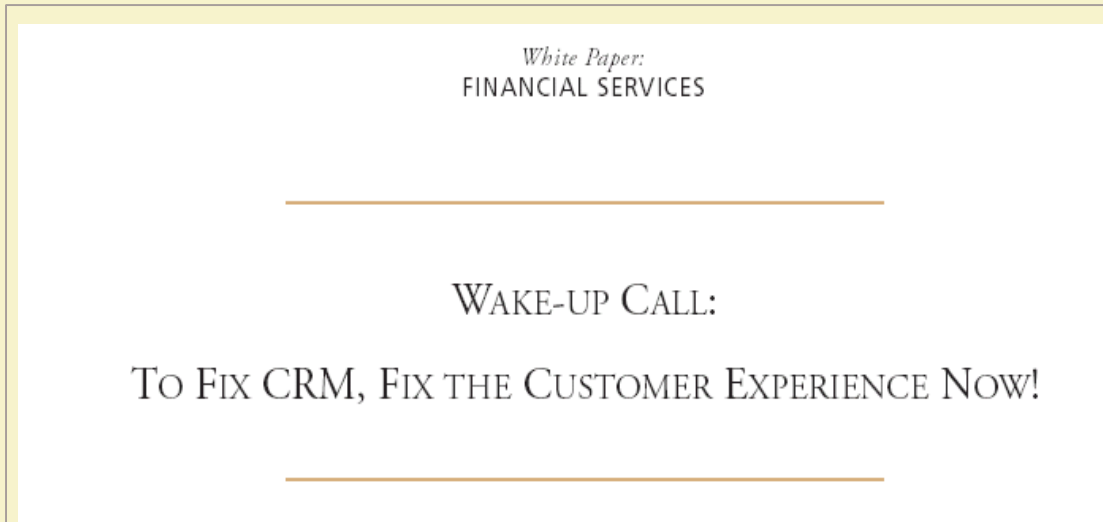 White Paper:
FINANCIAL SERVICES
WAKE-UP CALL:
TO FIX CRM, FIX THE CUSTOMER EXPERIENCE NOW!